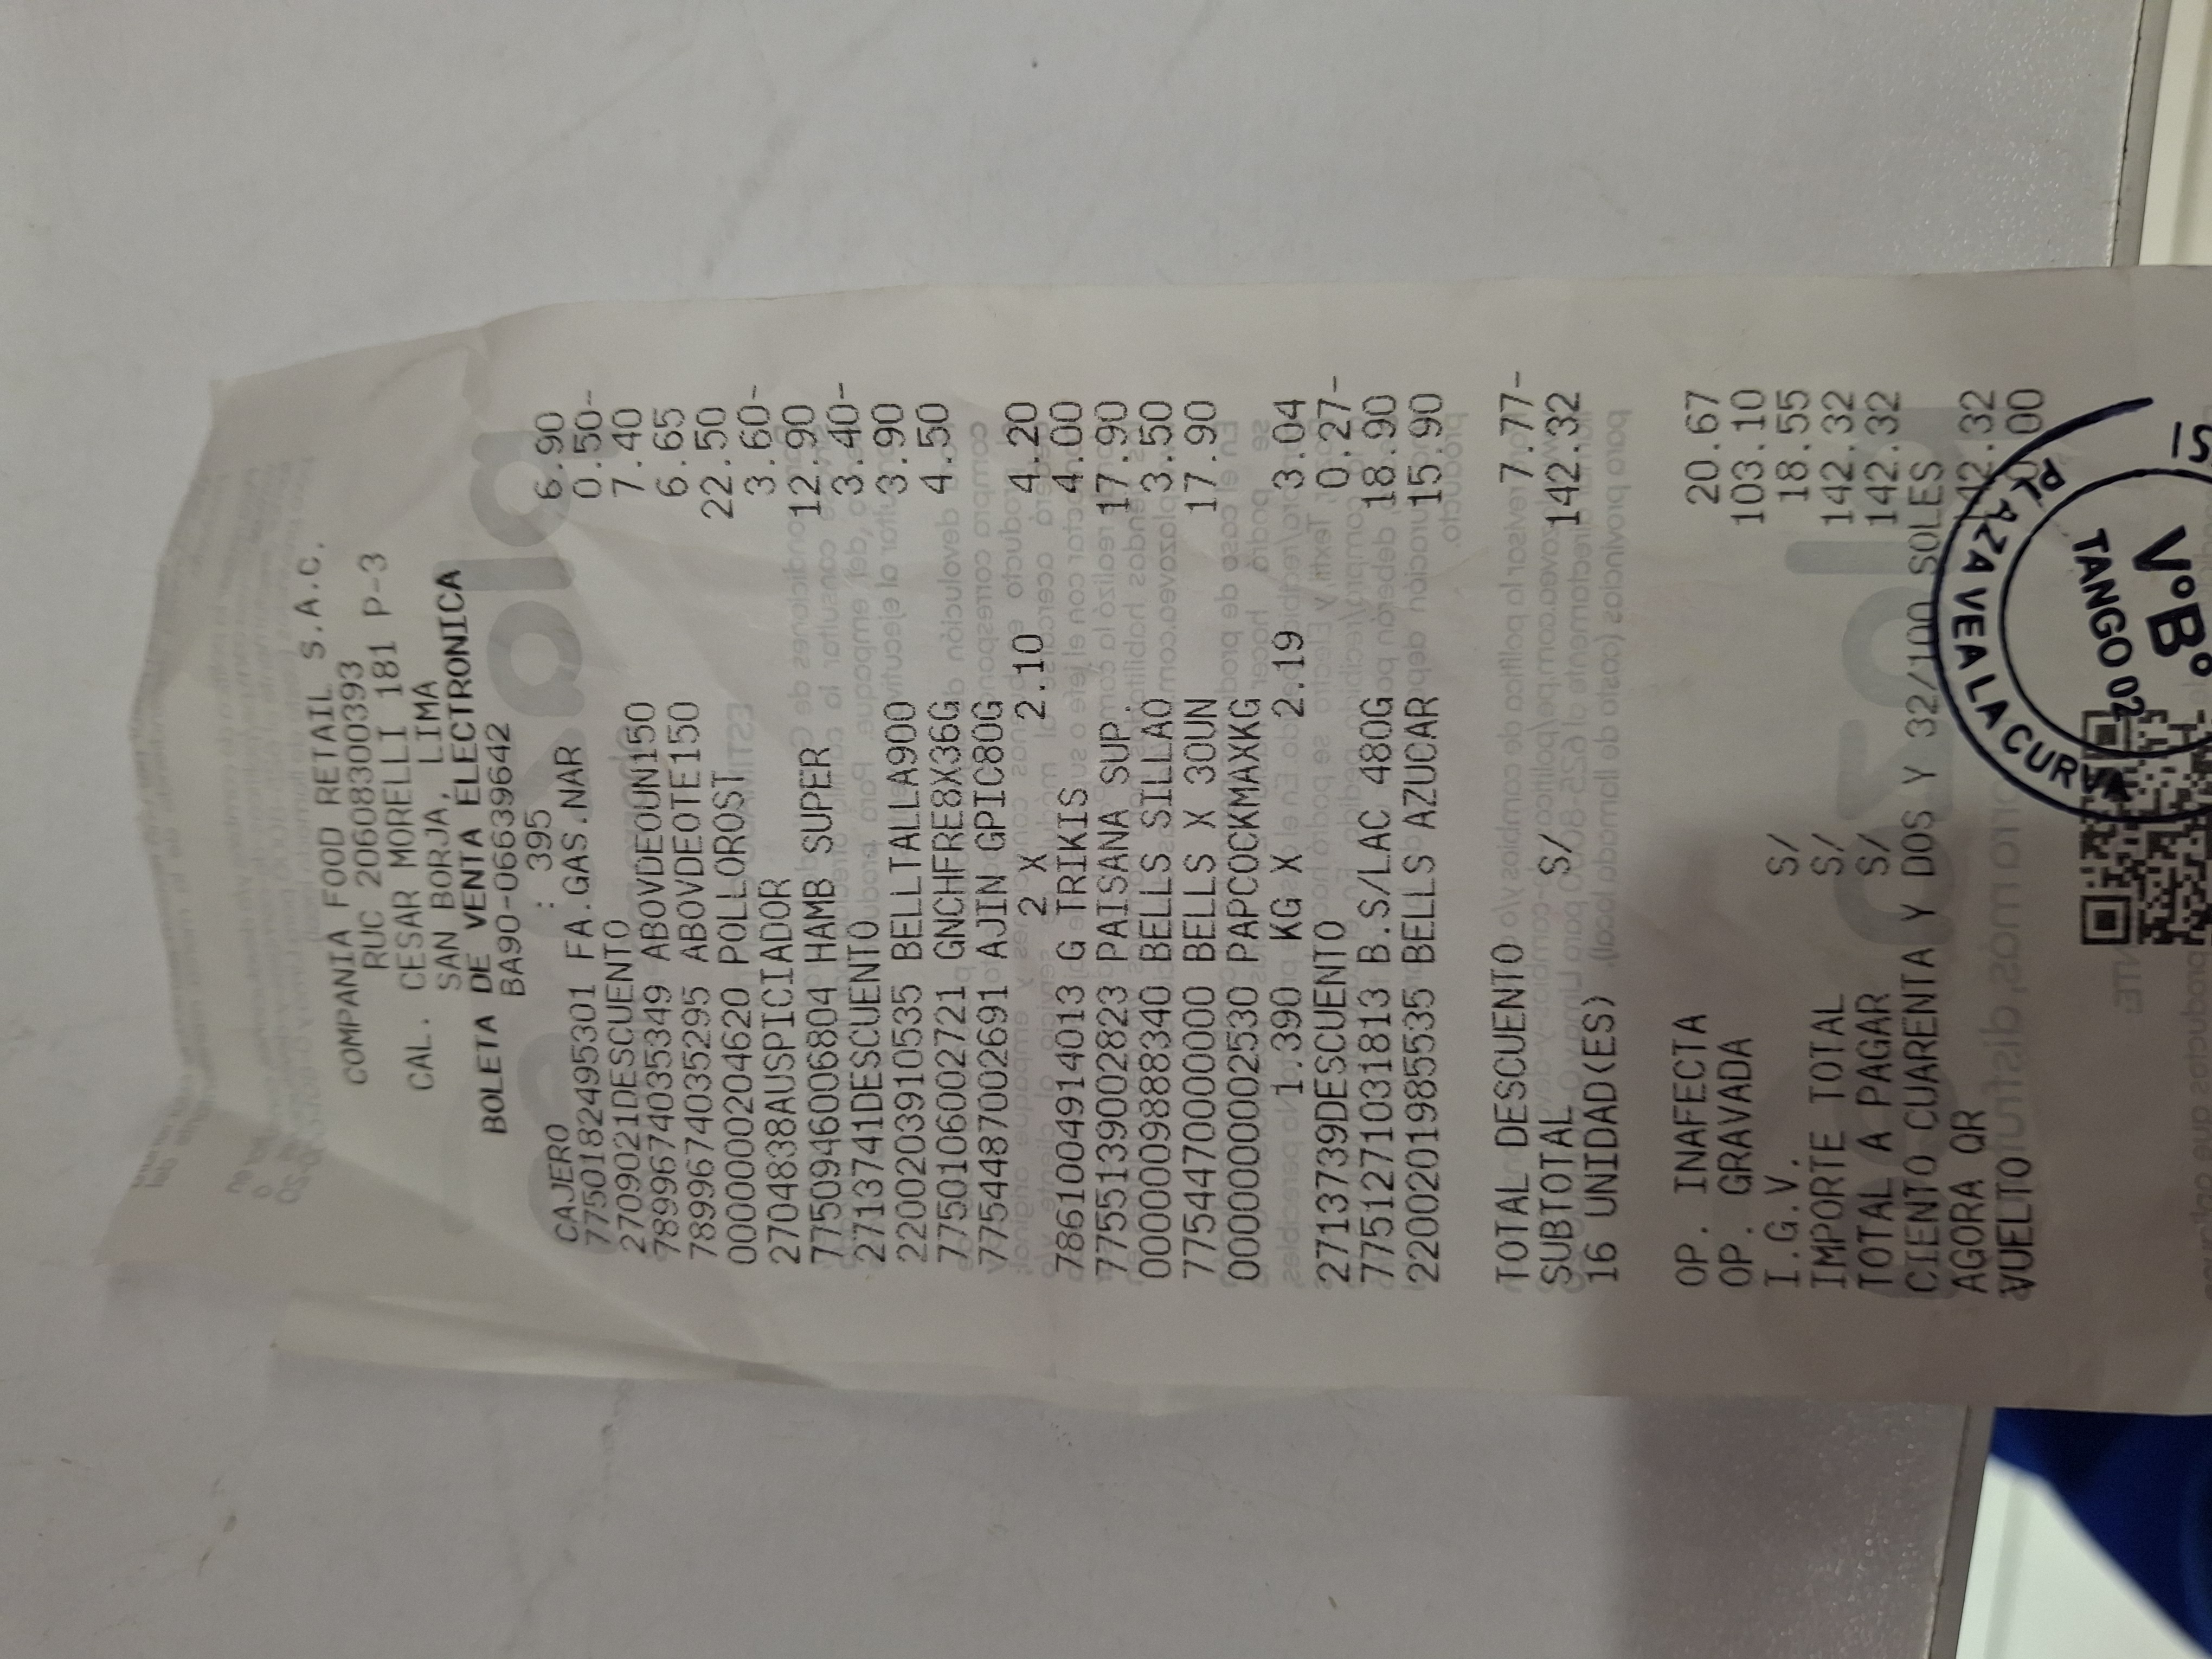 COMPANIA FOOD RETAIL S.A.C.
RUC 20608300393
CAL. CESAR MORELLI 181 P-3
SAN BORJA, LIMA
BOLETA DE VENTA ELECTRONICA
BA90-06639642
CAJERO : 395
7750182495301 FA.GAS.NAR 6.90
2709021DESCUENTO 0.50-
7899674035349 ABOVDEOUN150 7.40
7899674035295 ABOVDEOTE150 6.65
0000000204620 POLLOROST 22.50
2704838AUSPICIADOR 3.60-
7750946006804 HAMB SUPER 12.90
2713741DESCUENTO 3.40-
2200203910535 BELLTALLA900 3.90
7750106002721 GNCHFRE8X36G 4.50
7754487002691 AJIN GPIC80G
2 X 2.10 4.20
7861004914013 G TRIKIS 4.00
7755139002823 PAISANA SUP. 17.90
0000009888340 BELLS SILLAO 3.50
7754470000000 BELLS X 30UN 17.90
0000000002530 PAPCOCKMAXKG
1.390 KG X 2.19 3.04
2713739DESCUENTO 0.27-
7751271031813 B.S/LAC 480G 18.90
2200201985535 BELLS AZUCAR 15.90
TOTAL DESCUENTO 7.77-
SUBTOTAL S/ 142.32
16 UNIDAD(ES)
OP. INAFECTA 20.67
OP. GRAVADA 103.10
I.G.V. S/ 18.55
IMPORTE TOTAL S/ 142.32
TOTAL A PAGAR S/ 142.32
CIENTO CUARENTA Y DOS Y 32/100 SOLES
AGORA QR 142.32
VUELTO 0.00
PLAZA VEA LA CURVA
TANGO 02
V°B°